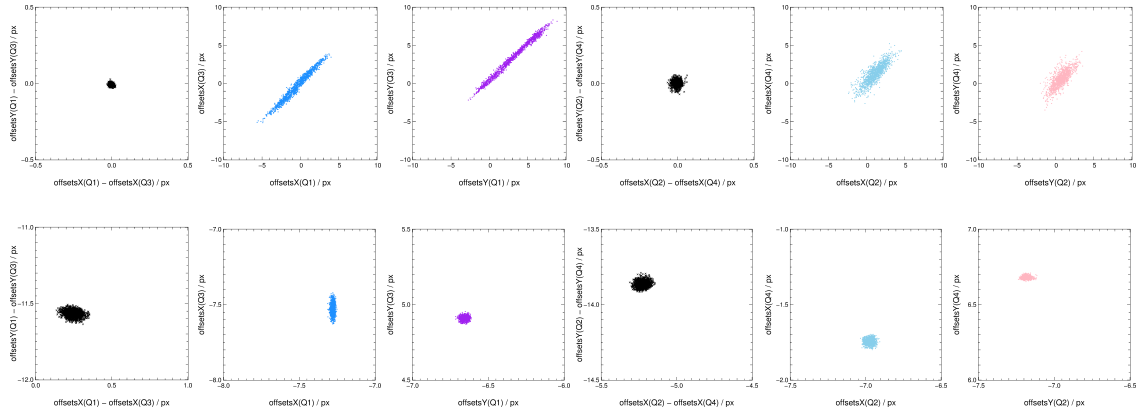 offsetsY(Q1) − offsetsY(Q3) / px
0.5
0.0
−0.5
−0.5 0.0 0.5
offsetsX(Q1) − offsetsX(Q3) / px
offsetsX(Q3) / px
10
5
0
−5
−10
−10 −5 0 5 10
offsetsX(Q1) / px
offsetsY(Q3) / px
10
5
0
−5
−10
−10 −5 0 5 10
offsetsY(Q1) / px
offsetsY(Q2) − offsetsY(Q4) / px
0.5
0.0
−0.5
−0.5 0.0 0.5
offsetsX(Q2) − offsetsX(Q4) / px
offsetsX(Q4) / px
10
5
0
−5
−10
−10 −5 0 5 10
offsetsX(Q2) / px
offsetsY(Q4) / px
10
5
0
−5
−10
−10 −5 0 5 10
offsetsY(Q2) / px
offsetsY(Q1) − offsetsY(Q3) / px
−11.0
−11.5
−12.0
0.0 0.5 1.0
offsetsX(Q1) − offsetsX(Q3) / px
offsetsX(Q3) / px
−7.0
−7.5
−8.0
−8.0 −7.5 −7.0
offsetsX(Q1) / px
offsetsY(Q3) / px
5.5
5.0
4.5
−7.0 −6.5 −6.0
offsetsY(Q1) / px
offsetsY(Q2) − offsetsY(Q4) / px
−13.5
−14.0
−14.5
−5.5 −5.0 −4.5
offsetsX(Q2) − offsetsX(Q4) / px
offsetsX(Q4) / px
−1.0
−1.5
−2.0
−7.5 −7.0 −6.5
offsetsX(Q2) / px
offsetsY(Q4) / px
7.0
6.5
6.0
−7.5 −7.0 −6.5
offsetsY(Q2) / px